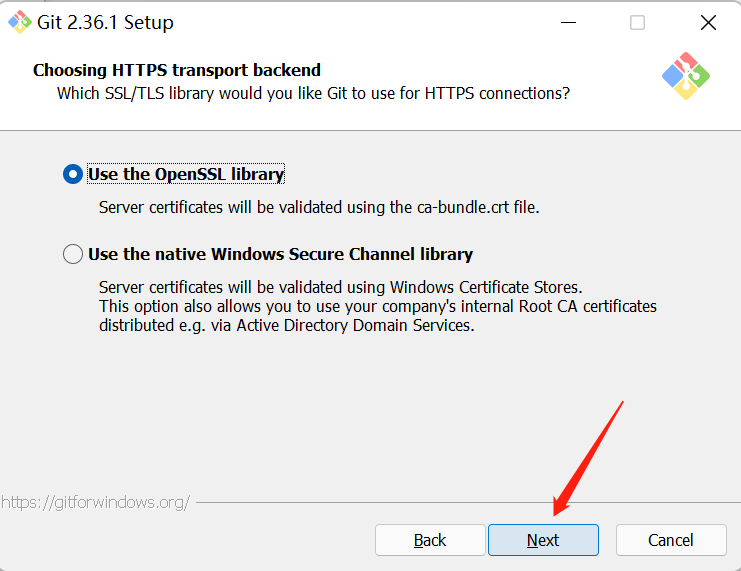 Git 2.36.1 Setup
Choosing HTTPS transport backend
Which SSL/TLS library would you like Git to use for HTTPS connections?
Use the OpenSSL library
Server certificates will be validated using the ca-bundle.crt file.
Use the native Windows Secure Channel library
Server certificates will be validated using Windows Certificate Stores.
This option also allows you to use your company's internal Root CA certificates
distributed e.g. via Active Directory Domain Services.
https://gitforwindows.org/
Back Next Cancel